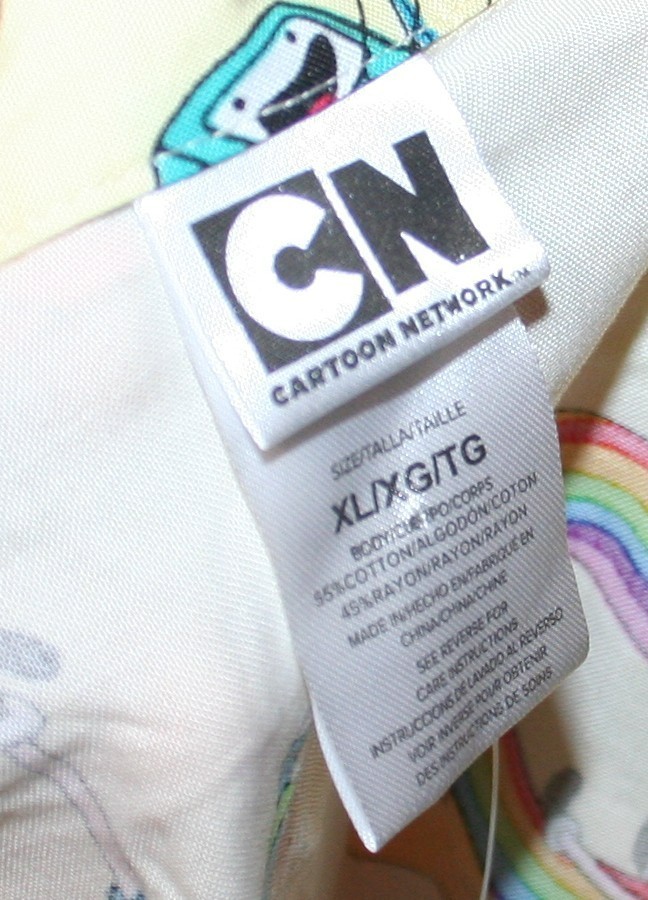 CN
CARTOON NETWORK™
SIZE/TALLA/TAILLE
XL/XG/TG
BODY/CUERPO/CORPS
55%COTTON/ALGODÓN/COTON
45%RAYON/RAYON/RAYON
MADE IN/HECHO EN/FABRIQUÉ EN
CHINA/CHINA/CHINE
SEE REVERSE FOR
CARE INSTRUCTIONS
INSTRUCCIONES DE LAVADO AL REVERSO
VOIR INVERSE POUR OBTENIR
DES INSTRUCTIONS DE SOINS